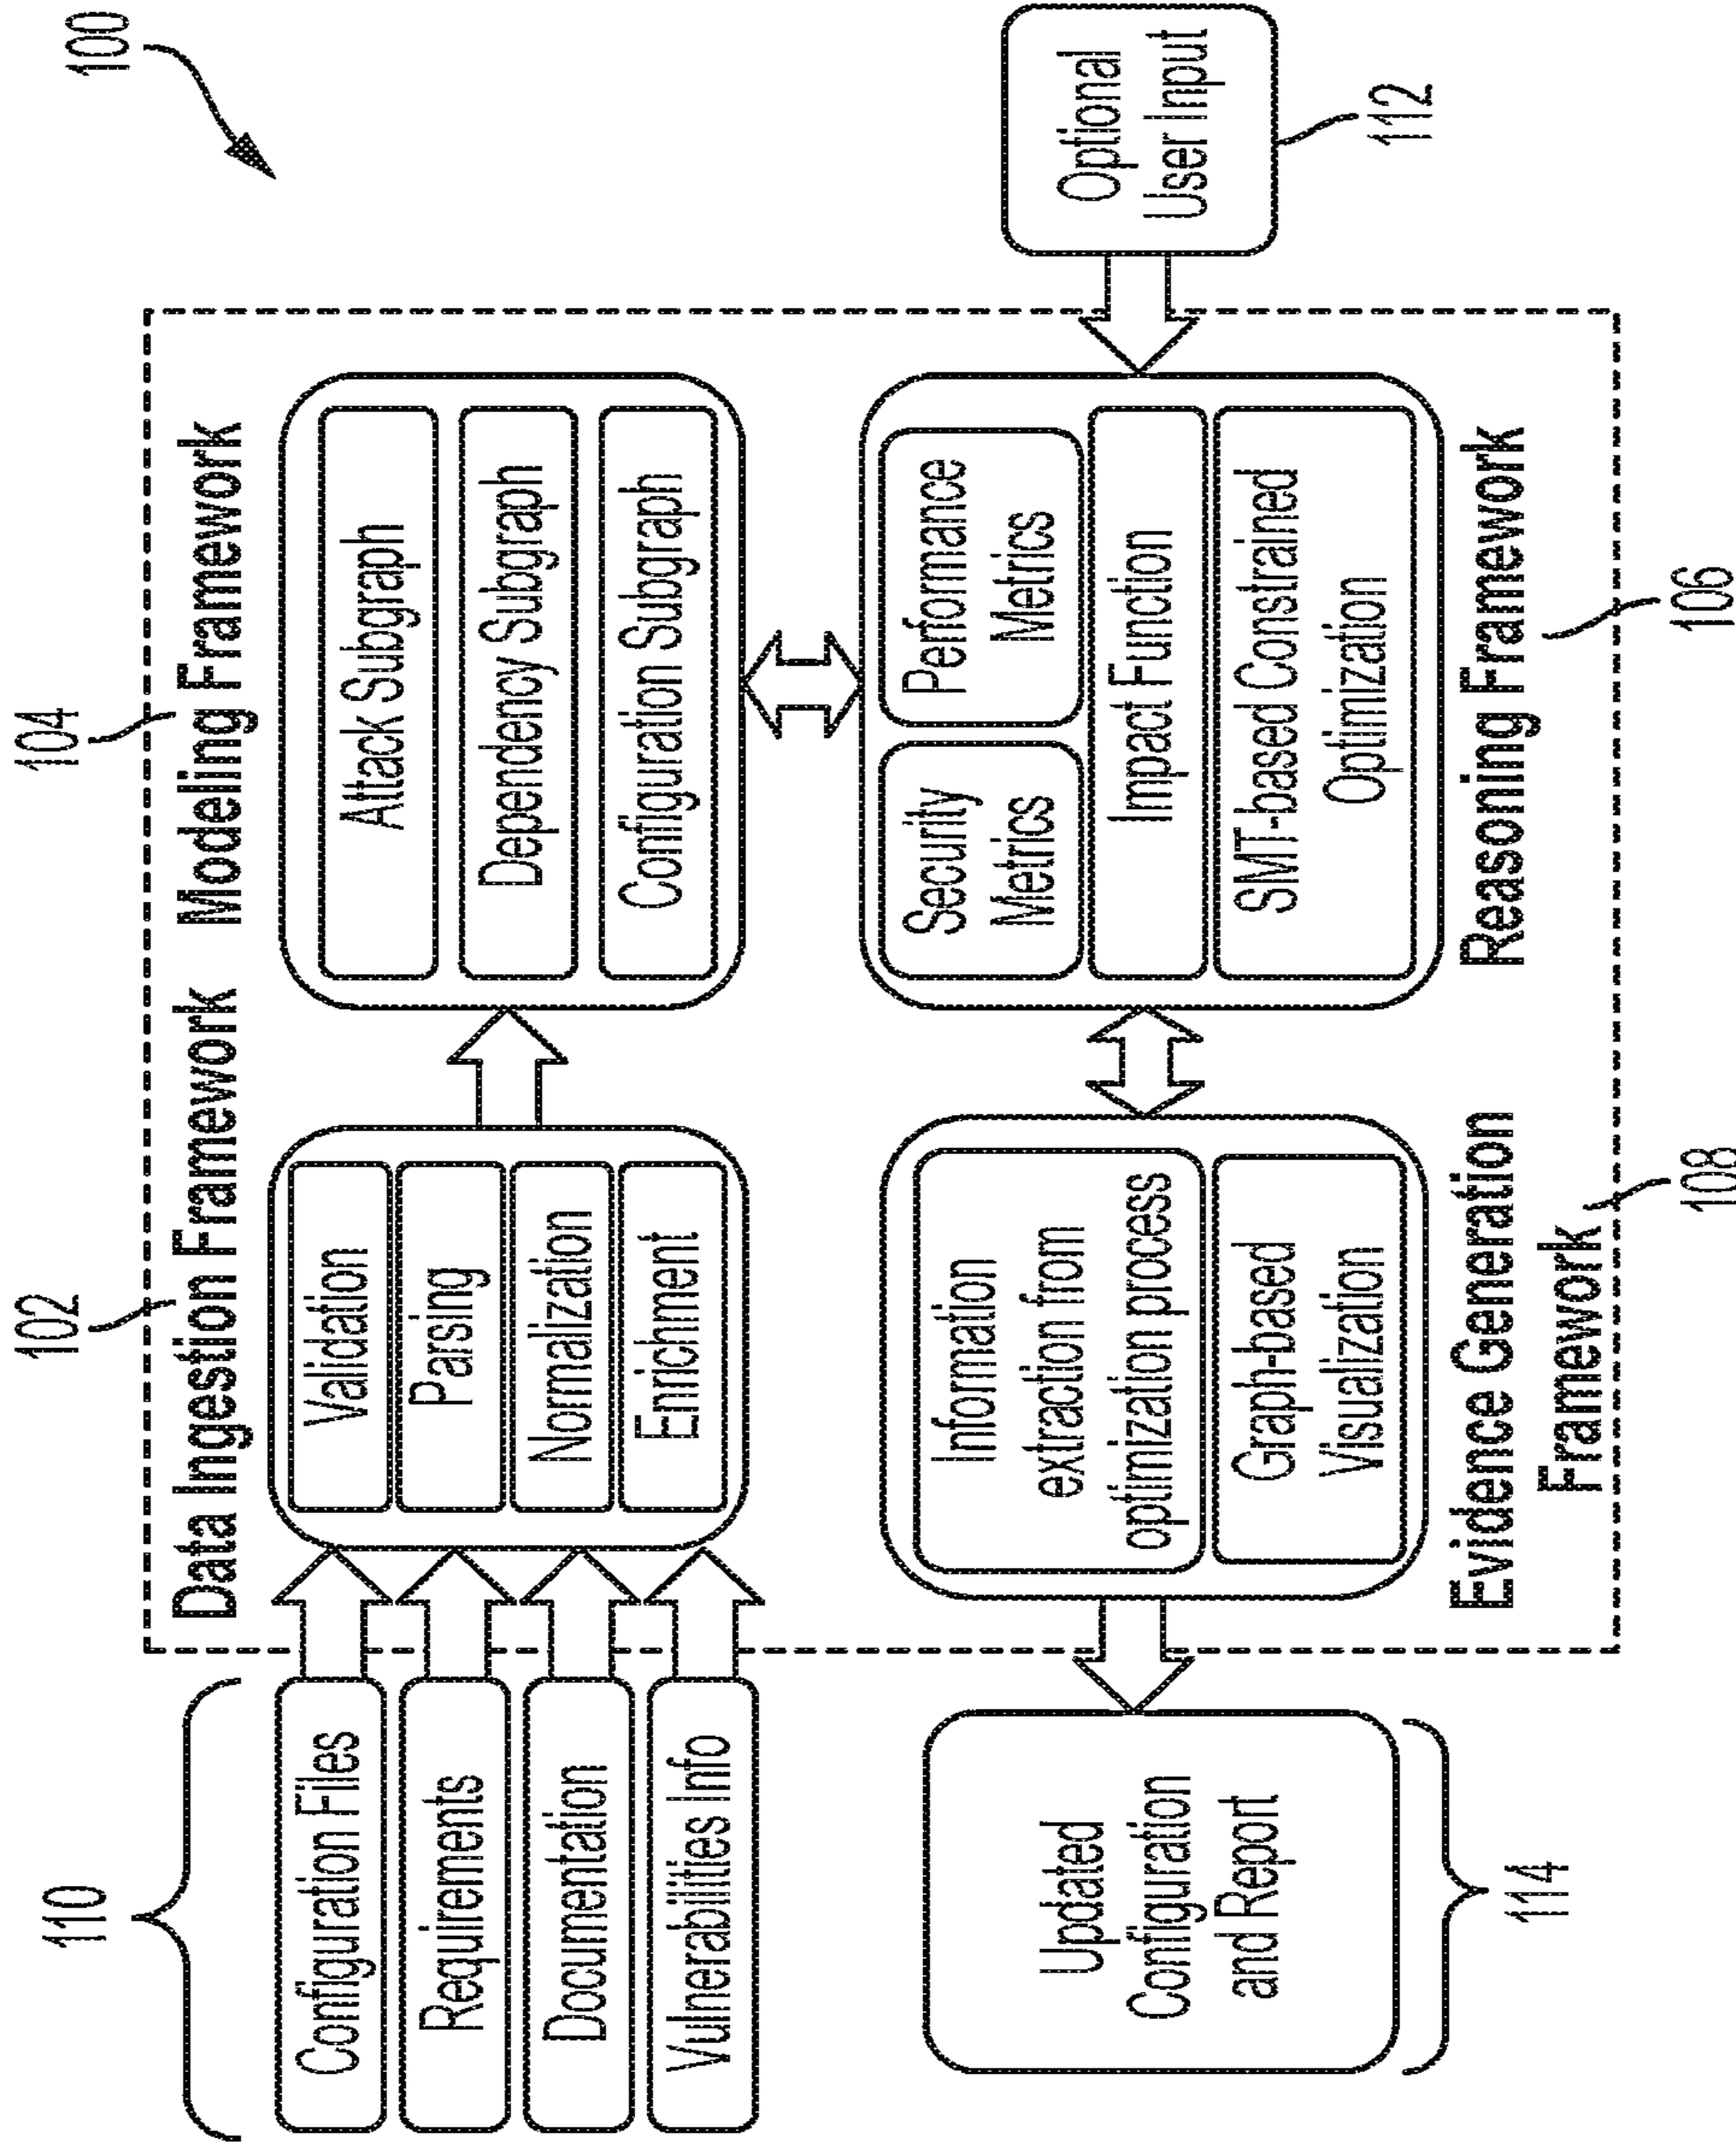 100
110
102
104
Data Ingestion Framework
Modeling Framework
Configuration Files
Requirements
Documentation
Vulnerabilities Info
Validation
Parsing
Normalization
Enrichment
Attack Subgraph
Dependency Subgraph
Configuration Subgraph
Updated
Configuration
and Report
114
Information
extraction from
optimization process
Graph-based
Visualization
Evidence Generation
Framework
108
Security
Metrics
Performance
Metrics
Impact Function
SMT-based Constrained
Optimization
Reasoning Framework
106
Optional
User Input
112